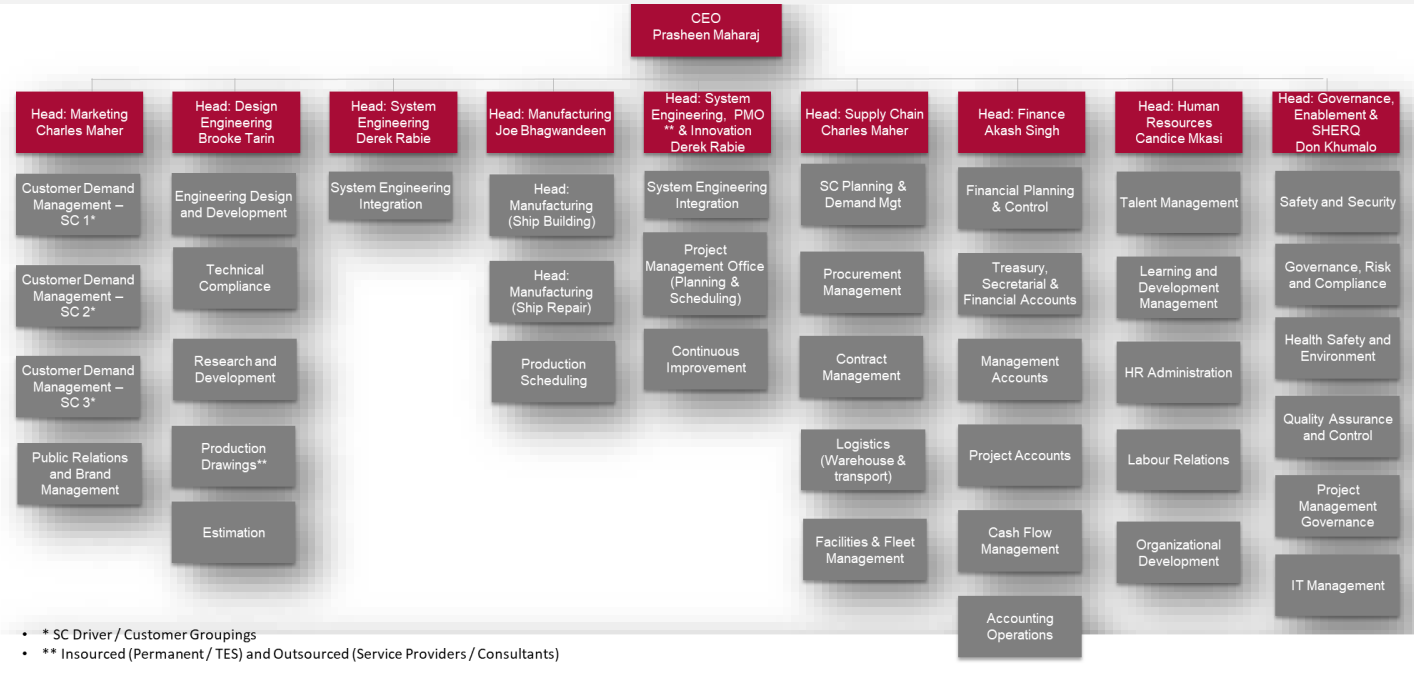 CEO
Prasheen Maharaj
Head: Marketing
Charles Maher
Customer Demand
Management –
SC 1*
Customer Demand
Management –
SC 2*
Customer Demand
Management –
SC 3*
Public Relations
and Brand
Management
Head: Design
Engineering
Brooke Tarin
Engineering Design
and Development
Technical
Compliance
Research and
Development
Production
Drawings**
Estimation
Head: System
Engineering
Derek Rabie
System Engineering
Integration
Head: Manufacturing
Joe Bhagwandeen
Head:
Manufacturing
(Ship Building)
Head:
Manufacturing
(Ship Repair)
Production
Scheduling
Head: System
Engineering, PMO
** & Innovation
Derek Rabie
System Engineering
Integration
Project
Management Office
(Planning &
Scheduling)
Continuous
Improvement
Head: Supply Chain
Charles Maher
SC Planning &
Demand Mgt
Procurement
Management
Contract
Management
Logistics
(Warehouse &
transport)
Facilities & Fleet
Management
Head: Finance
Akash Singh
Financial Planning
& Control
Treasury,
Secretarial &
Financial Accounts
Management
Accounts
Project Accounts
Cash Flow
Management
Accounting
Operations
Head: Human
Resources
Candice Mkasi
Talent Management
Learning and
Development
Management
HR Administration
Labour Relations
Organizational
Development
Head: Governance,
Enablement &
SHERQ
Don Khumalo
Safety and Security
Governance, Risk
and Compliance
Health Safety and
Environment
Quality Assurance
and Control
Project
Management
Governance
IT Management
• * SC Driver / Customer Groupings
• ** Insourced (Permanent / TES) and Outsourced (Service Providers / Consultants)